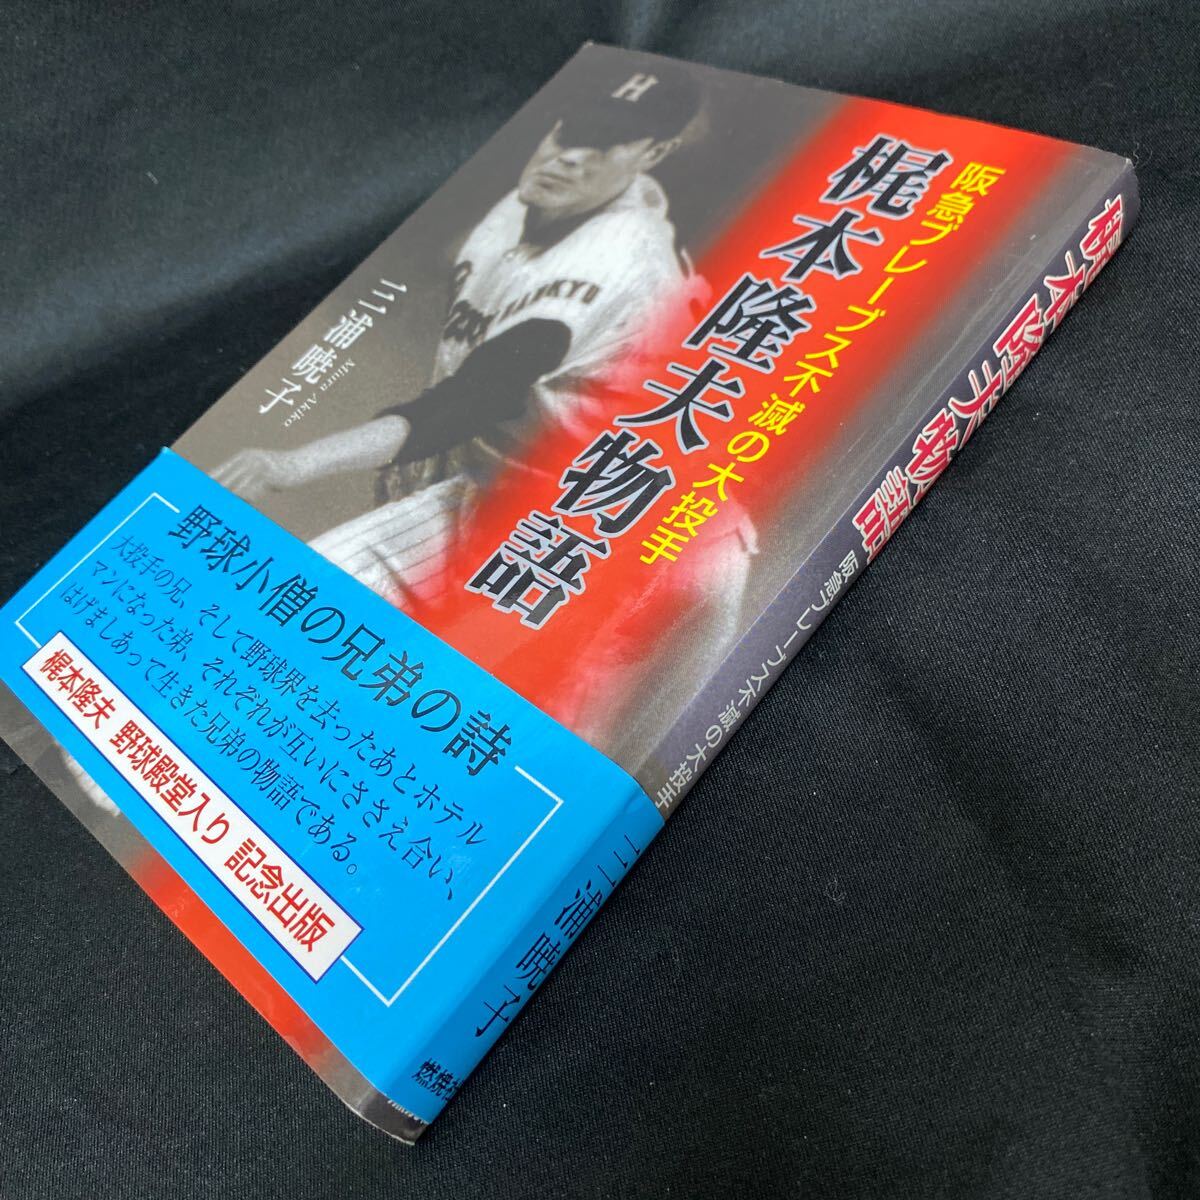 H
HANKYU
阪急ブレーブス不滅の大投手
梶本隆夫物語
三浦暁子
Miura Akiko
野球小僧の兄弟の詩
大投手の兄、そして野球界を去ったあとホテル
マンになった弟、それぞれが互いにささえ合い、
はげましあって生きた兄弟の物語である。
梶本隆夫 野球殿堂入り 記念出版
梶本隆夫物語
阪急ブレーブス不滅の大投手
三浦暁子
燃焼社